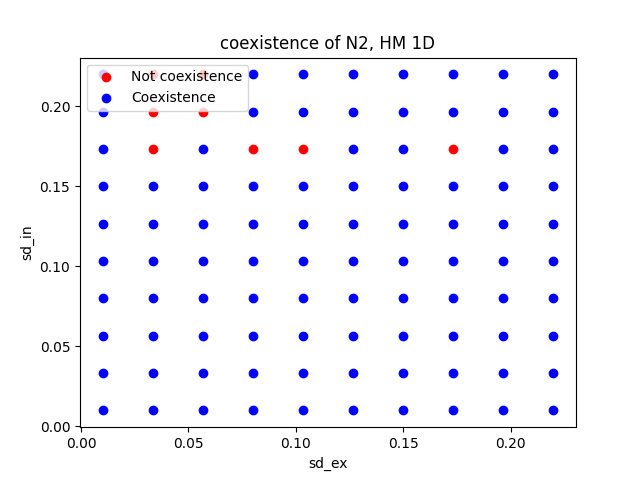 coexistence of N2, HM 1D
Not coexistence
Coexistence
sd_in
0.20
0.15
0.10
0.05
0.00
0.00 0.05 0.10 0.15 0.20
sd_ex